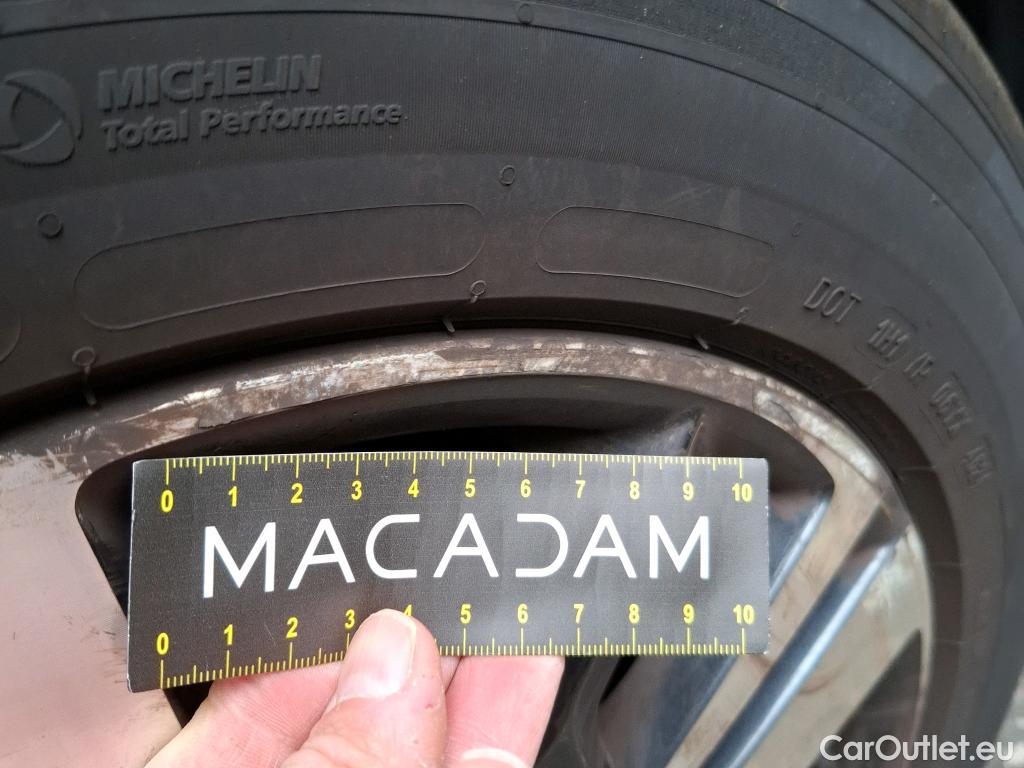 MICHELIN
Total Performance
DOT 1H1
0 1 2 3 4 5 6 7 8 9 10
MACADAM
0 1 2 3 4 5 6 7 8 9 10
CarOutlet.eu